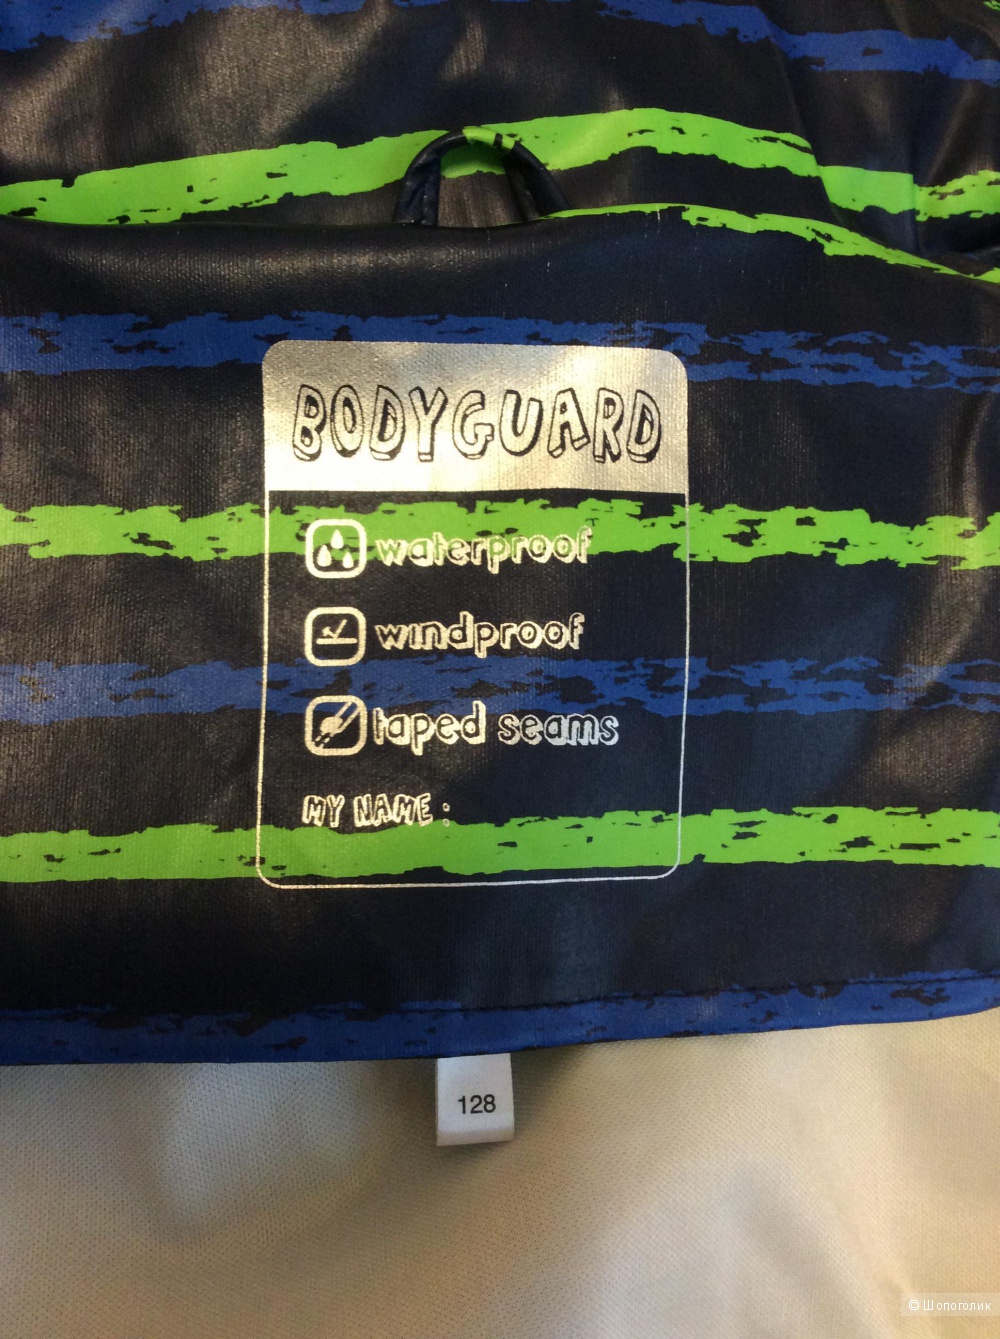 BODYGUARD
waterproof
windproof
taped seams
MY NAME :
128
© Шопоголик